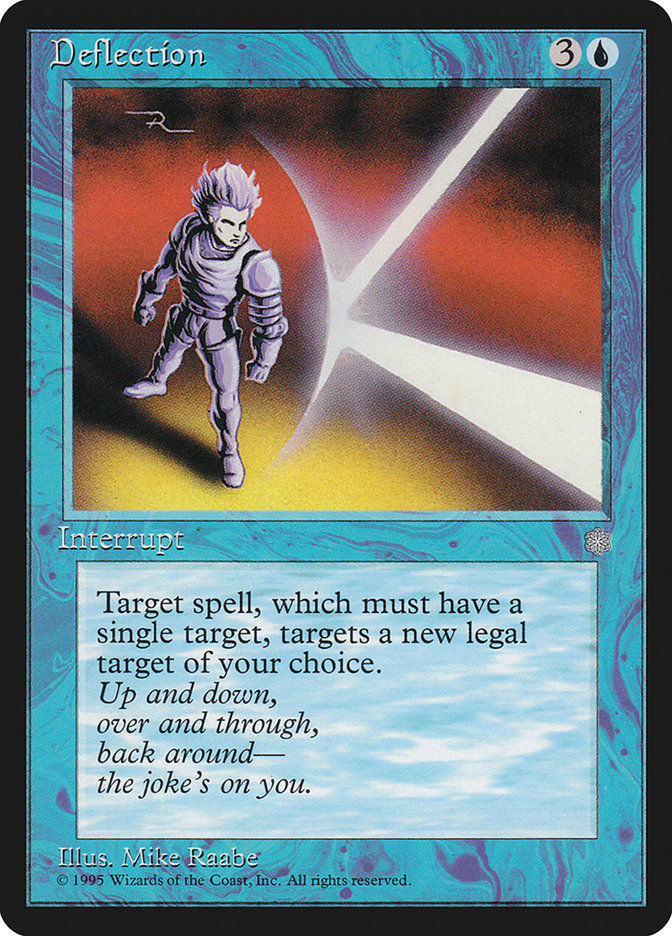 Deflection 3
Interrupt
Target spell, which must have a
single target, targets a new legal
target of your choice.
Up and down,
over and through,
back around—
the joke's on you.
Illus. Mike Raabe
© 1995 Wizards of the Coast, Inc. All rights reserved.